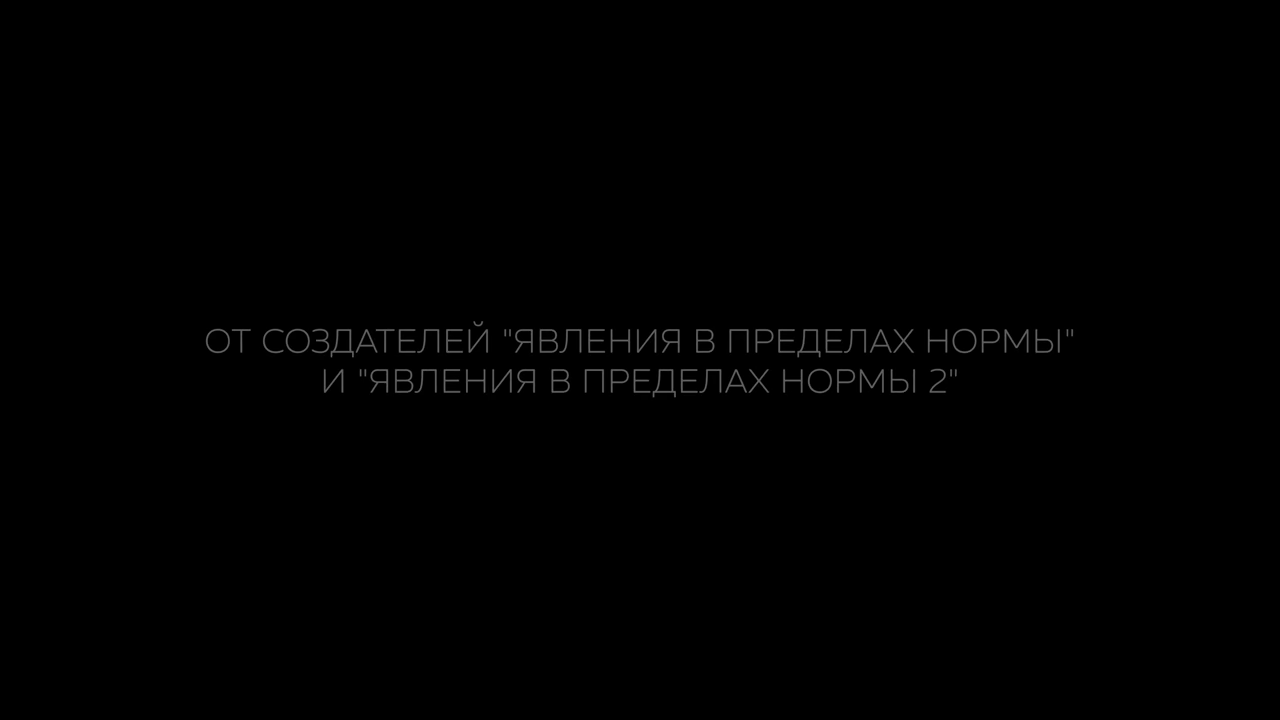 ОТ СОЗДАТЕЛЕЙ "ЯВЛЕНИЯ В ПРЕДЕЛАХ НОРМЫ"
И "ЯВЛЕНИЯ В ПРЕДЕЛАХ НОРМЫ 2"